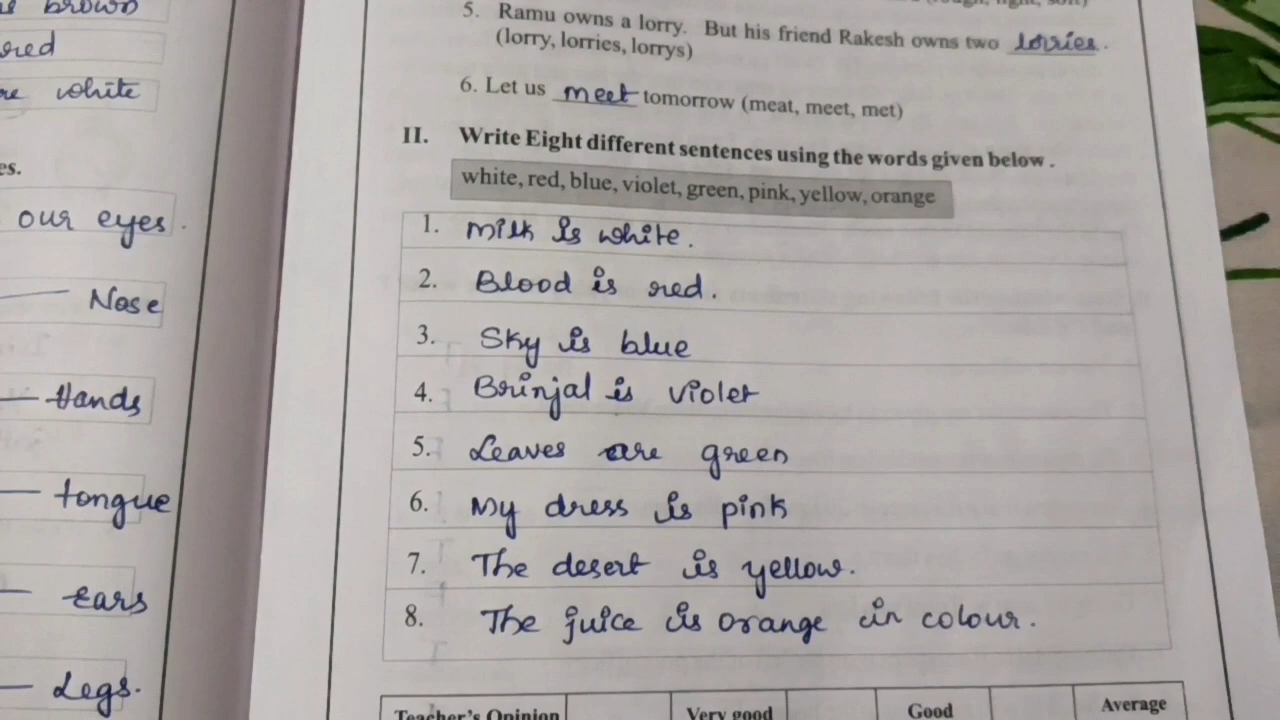 brown
red
white
es.
our eyes.
Nose
Hands
tongue
ears
Legs.
5. Ramu owns a lorry. But his friend Rakesh owns two lorries.
(lorry, lorries, lorrys)
6. Let us meet tomorrow (meat, meet, met)
II. Write Eight different sentences using the words given below.
white, red, blue, violet, green, pink, yellow, orange
1. Milk is white.
2. Blood is red.
3. Sky is blue
4. Brinjal is violet
5. Leaves are green
6. My dress is pink
7. The desert is yellow.
8. The juice is orange in colour.
Teacher's Opinion Very good Good Average